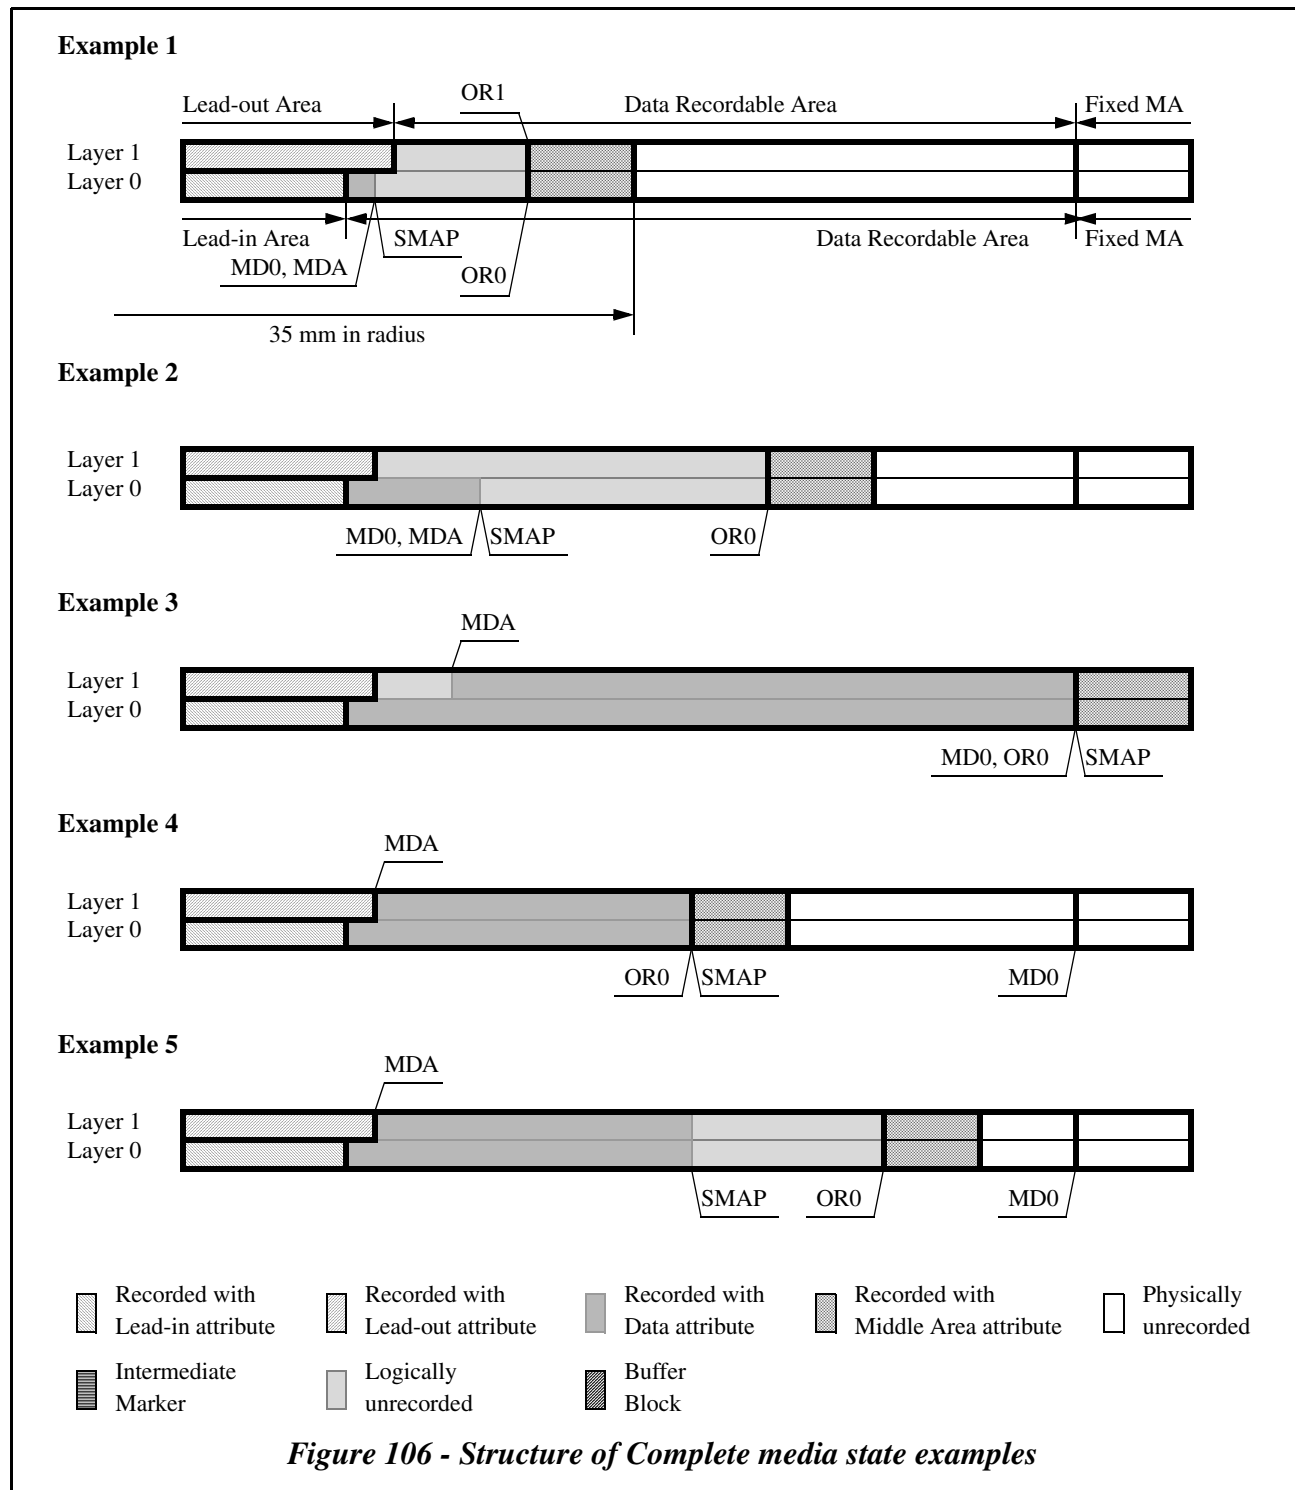 Example 1
OR1
Lead-out Area
Data Recordable Area
Fixed MA
Layer 1
Layer 0
Lead-in Area
SMAP
Data Recordable Area
Fixed MA
MD0, MDA
OR0
35 mm in radius
Example 2
Layer 1
Layer 0
MD0, MDA
SMAP
OR0
Example 3
MDA
Layer 1
Layer 0
MD0, OR0
SMAP
Example 4
MDA
Layer 1
Layer 0
OR0
SMAP
MD0
Example 5
MDA
Layer 1
Layer 0
SMAP
OR0
MD0
Recorded with
Lead-in attribute
Recorded with
Lead-out attribute
Recorded with
Data attribute
Recorded with
Middle Area attribute
Physically
unrecorded
Intermediate
Marker
Logically
unrecorded
Buffer
Block
Figure 106 - Structure of Complete media state examples